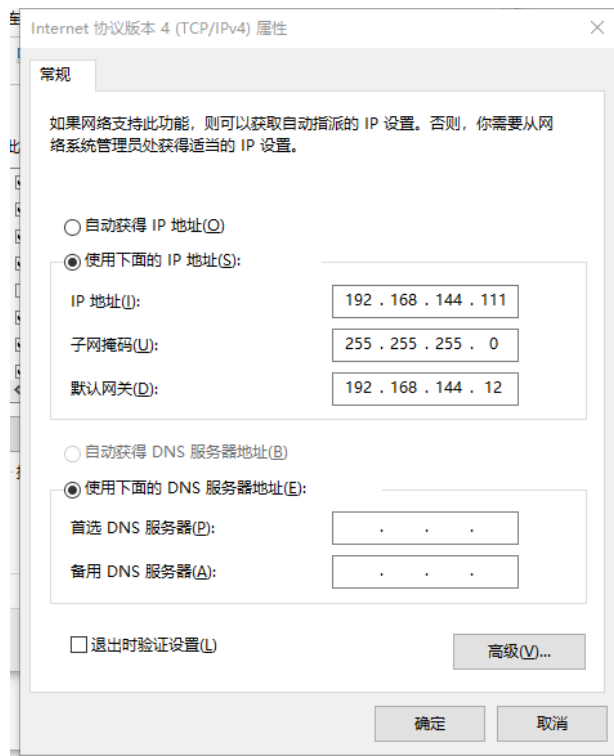 Internet 协议版本 4 (TCP/IPv4) 属性
常规
如果网络支持此功能，则可以获取自动指派的 IP 设置。否则，你需要从网
络系统管理员处获得适当的 IP 设置。
自动获得 IP 地址(O)
使用下面的 IP 地址(S):
IP 地址(I): 192 . 168 . 144 . 111
子网掩码(U): 255 . 255 . 255 . 0
默认网关(D): 192 . 168 . 144 . 12
自动获得 DNS 服务器地址(B)
使用下面的 DNS 服务器地址(E):
首选 DNS 服务器(P): . . .
备用 DNS 服务器(A): . . .
退出时验证设置(L)
高级(V)...
确定 取消